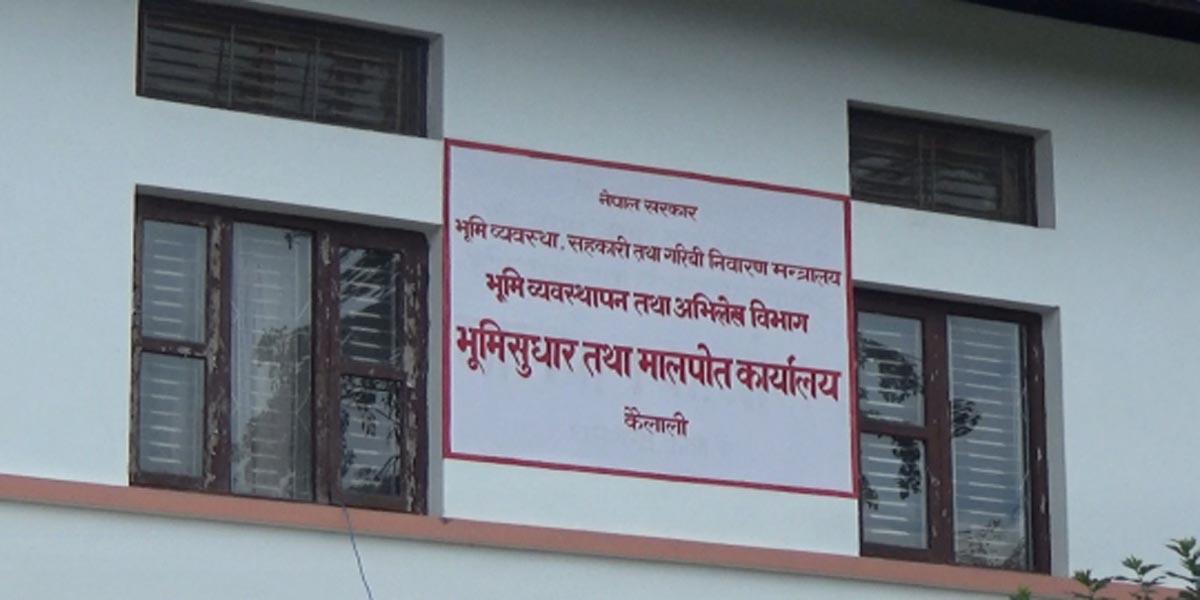 नेपाल सरकार
भूमि व्यवस्था, सहकारी तथा गरिवी निवारण मन्त्रालय
भूमि व्यवस्थापन तथा अभिलेख विभाग
भूमिसुधार तथा मालपोत कार्यालय
कैलाली